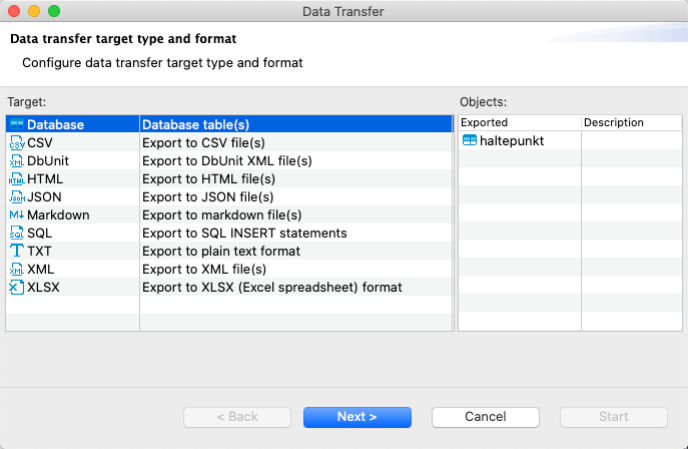 Data Transfer
Data transfer target type and format
Configure data transfer target type and format
Target:
Database Database table(s)
CSV Export to CSV file(s)
DbUnit Export to DbUnit XML file(s)
HTML Export to HTML file(s)
JSON Export to JSON file(s)
M↓ Markdown Export to markdown file(s)
SQL Export to SQL INSERT statements
TXT Export to plain text format
XML Export to XML file(s)
XLSX Export to XLSX (Excel spreadsheet) format
Objects:
Exported Description
haltepunkt
< Back Next > Cancel Start